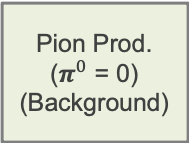 Pion Prod.
(π⁰ = 0)
(Background)